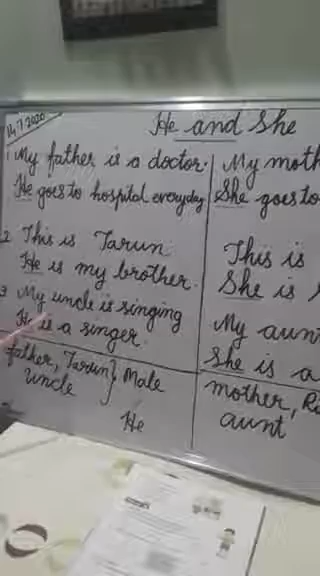 14.7.2020
He and She
1 My father is a doctor.
He goes to hospital everyday
2. This is Tarun.
He is my brother.
3 My uncle is singing
He is a singer.
father, Tarun } Male
uncle
He
My moth
She goes to
This is
She is
My aun
She is a
mother, Ri
aunt